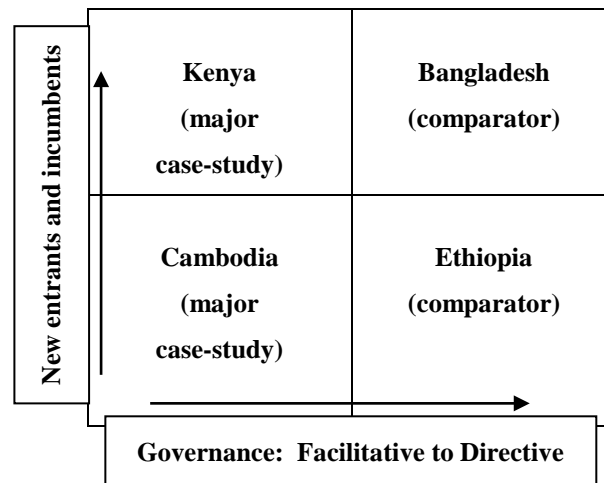 New entrants and incumbents
Kenya
(major
case-study)
Bangladesh
(comparator)
Cambodia
(major
case-study)
Ethiopia
(comparator)
Governance:  Facilitative to Directive